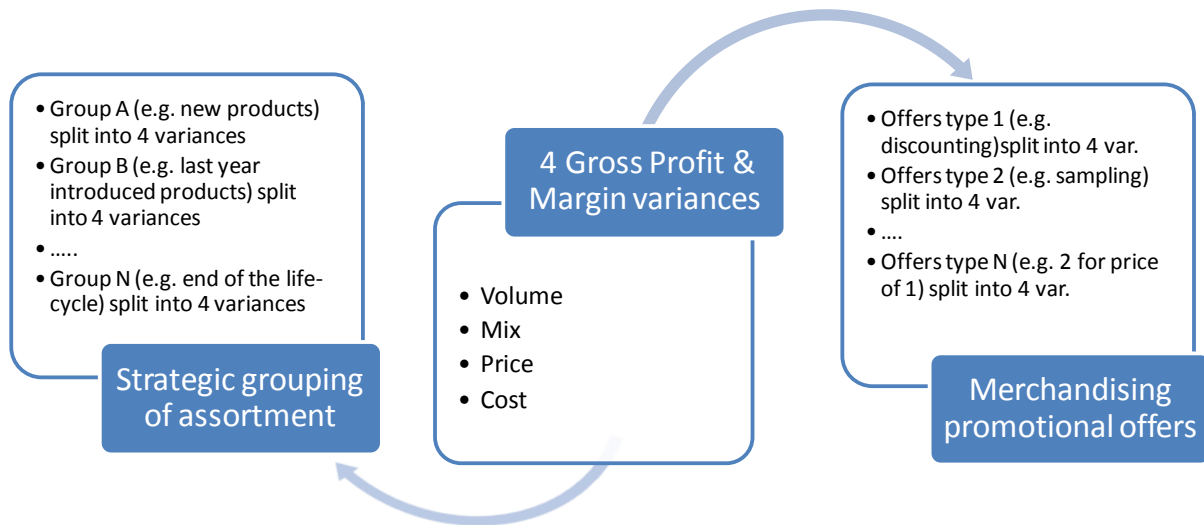 • Group A (e.g. new products)
split into 4 variances
• Group B (e.g. last year
introduced products) split
into 4 variances
• .....
• Group N (e.g. end of the life-
cycle) split into 4 variances
Strategic grouping
of assortment
4 Gross Profit &
Margin variances
• Volume
• Mix
• Price
• Cost
• Offers type 1 (e.g.
discounting)split into 4 var.
• Offers type 2 (e.g. sampling)
split into 4 var.
• ....
• Offers type N (e.g. 2 for price
of 1) split into 4 var.
Merchandising
promotional offers